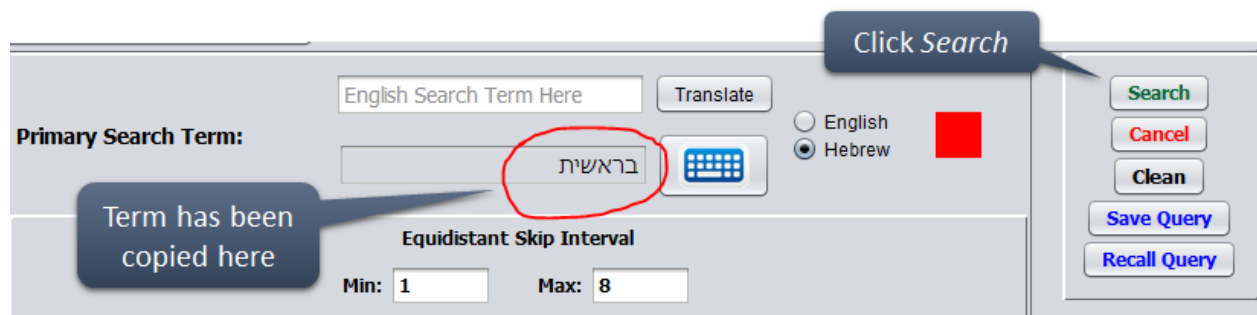 Click Search
English Search Term Here
Translate
Search
English
Primary Search Term:
Cancel
Hebrew
בראשית
Clean
Term has been
copied here
Save Query
Equidistant Skip Interval
Recall Query
Min: 1 Max: 8